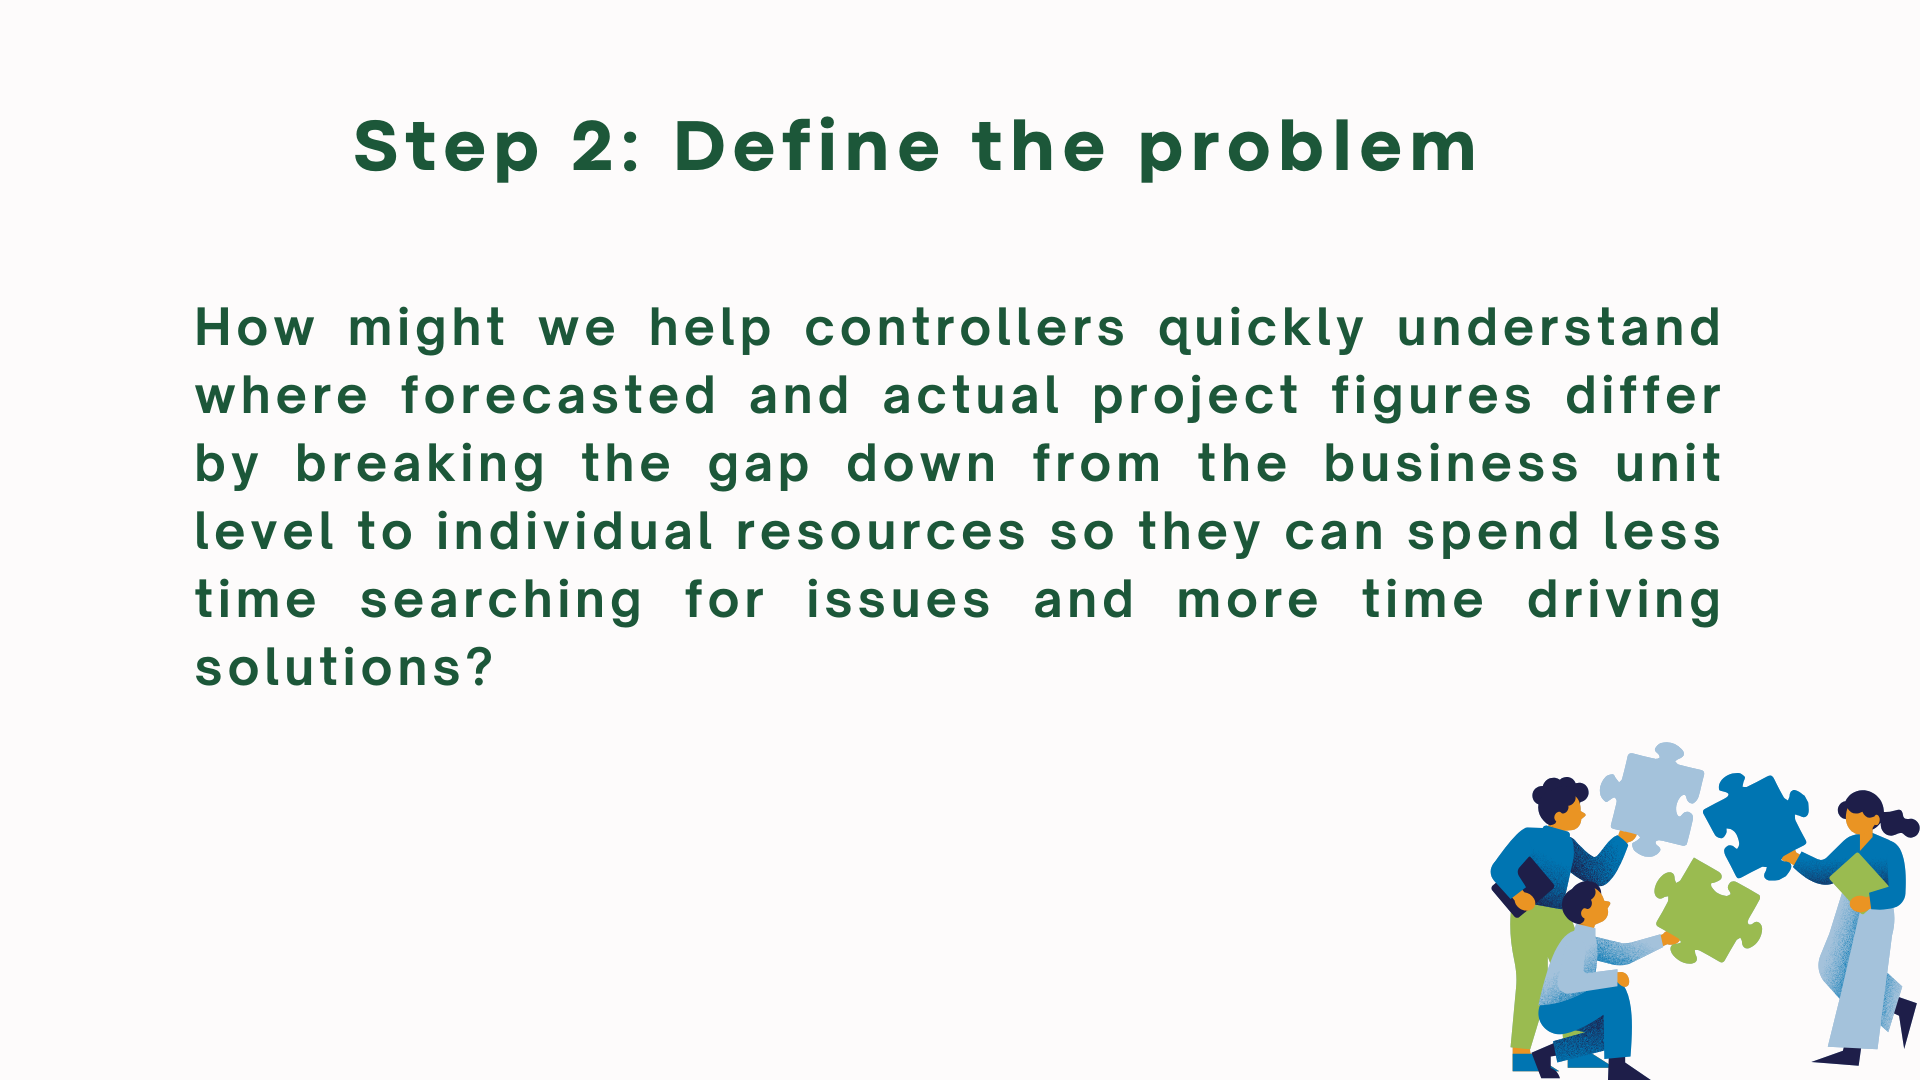 Step 2: Define the problem
How might we help controllers quickly understand
where forecasted and actual project figures differ
by breaking the gap down from the business unit
level to individual resources so they can spend less
time searching for issues and more time driving
solutions?